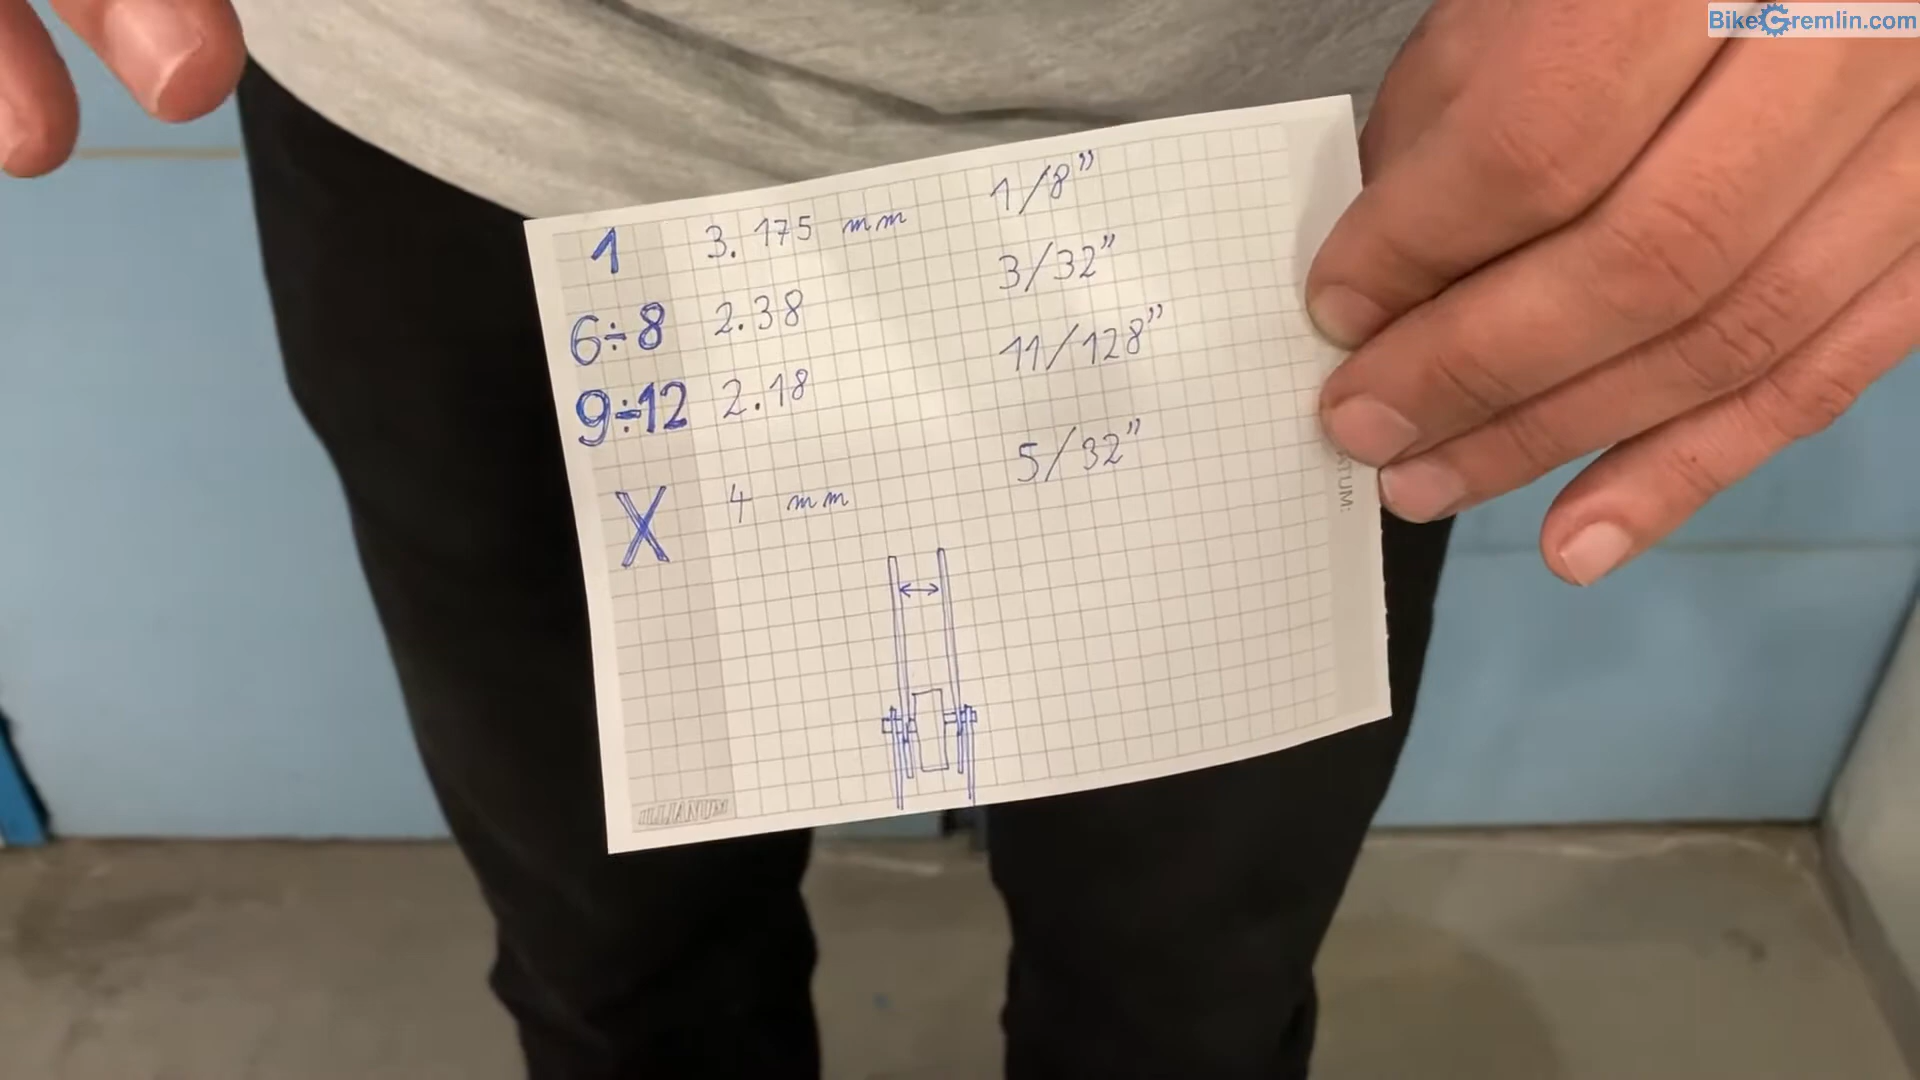 BikeGremlin.com
1 3.175 mm 1/8”
6÷8 2.38 3/32”
9÷12 2.18 11/128”
X 4 mm 5/32”